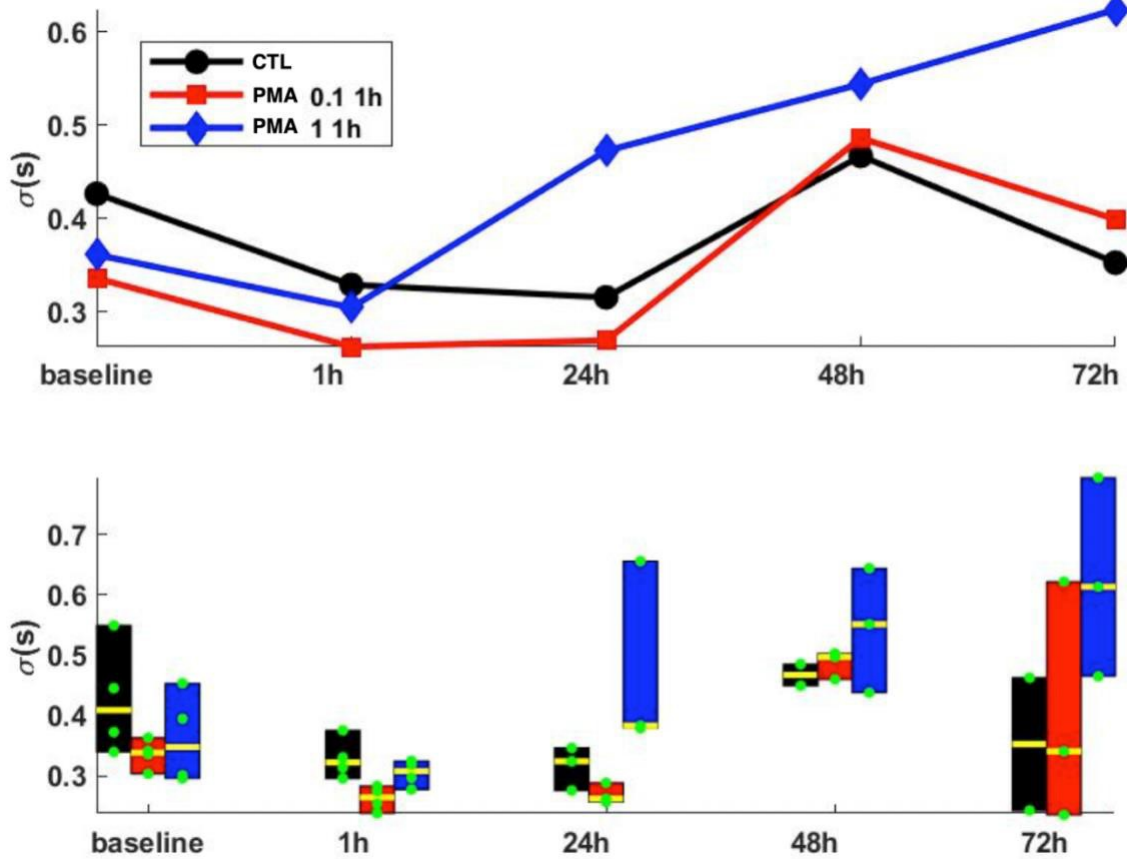 0.6
0.5
0.4
0.3
σ(s)
CTL
PMA 0.1 1h
PMA 1 1h
baseline 1h 24h 48h 72h
0.7
0.6
0.5
0.4
0.3
σ(s)
baseline 1h 24h 48h 72h